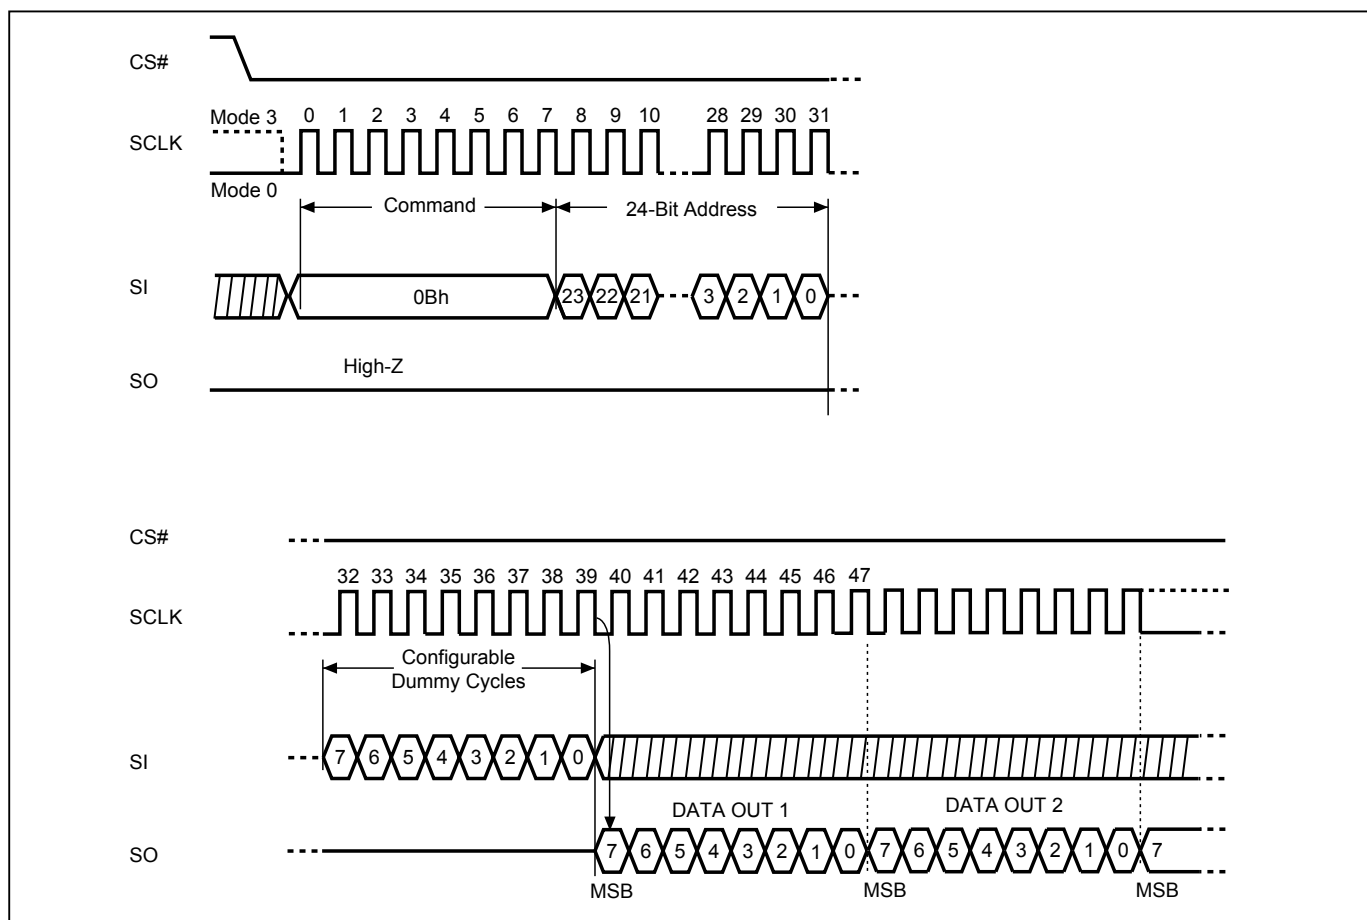 CS#
Mode 3 0 1 2 3 4 5 6 7 8 9 10 28 29 30 31
SCLK
Mode 0
Command 24-Bit Address
SI 0Bh 23 22 21 3 2 1 0
High-Z
SO
CS#
32 33 34 35 36 37 38 39 40 41 42 43 44 45 46 47
SCLK
Configurable
Dummy Cycles
SI 7 6 5 4 3 2 1 0
DATA OUT 1 DATA OUT 2
SO 7 6 5 4 3 2 1 0 7 6 5 4 3 2 1 0 7
MSB MSB MSB